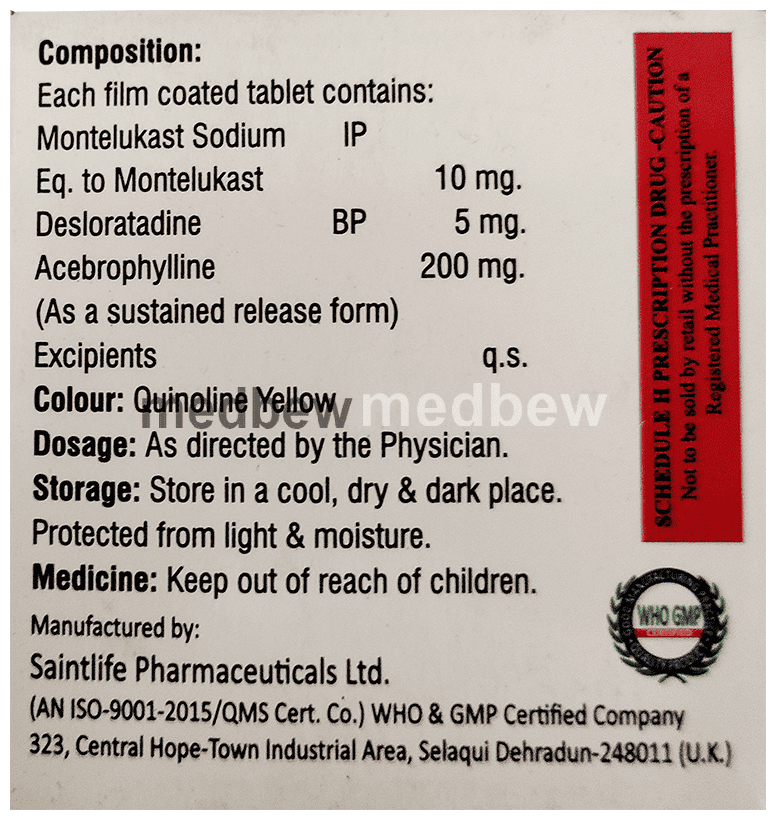 Composition:
Each film coated tablet contains:
Montelukast Sodium IP
Eq. to Montelukast 10 mg.
Desloratadine BP 5 mg.
Acebrophylline 200 mg.
(As a sustained release form)
Excipients q.s.
Colour: Quinoline Yellow
medbew medbew
Dosage: As directed by the Physician.
Storage: Store in a cool, dry & dark place.
Protected from light & moisture.
Medicine: Keep out of reach of children.
Manufactured by:
Saintlife Pharmaceuticals Ltd.
(AN ISO-9001-2015/QMS Cert. Co.) WHO & GMP Certified Company
323, Central Hope-Town Industrial Area, Selaqui Dehradun-248011 (U.K.)
SCHEDULE H PRESCRIPTION DRUG -CAUTION
Not to be sold by retail without the prescription of a
Registered Medical Practitioner.
WHO GMP
CERTIFIED